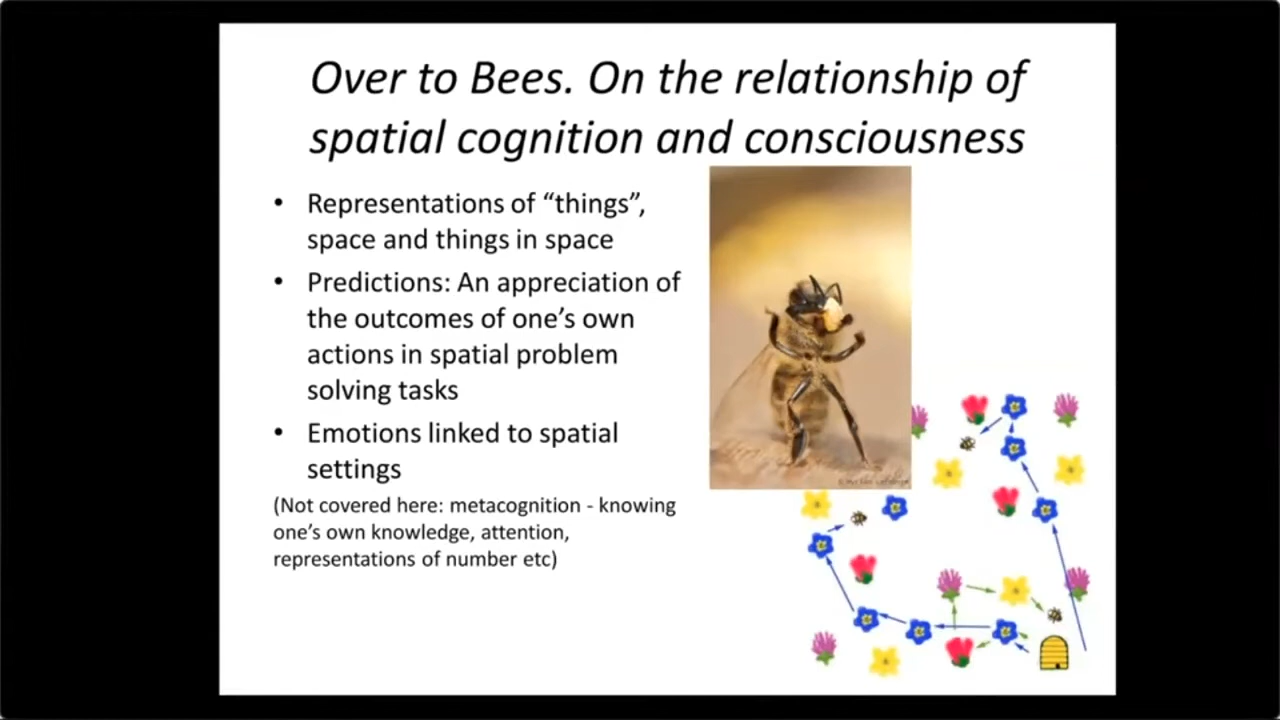 Over to Bees. On the relationship of
spatial cognition and consciousness
• Representations of “things”,
space and things in space
• Predictions: An appreciation of
the outcomes of one’s own
actions in spatial problem
solving tasks
• Emotions linked to spatial
settings
(Not covered here: metacognition - knowing
one’s own knowledge, attention,
representations of number etc)